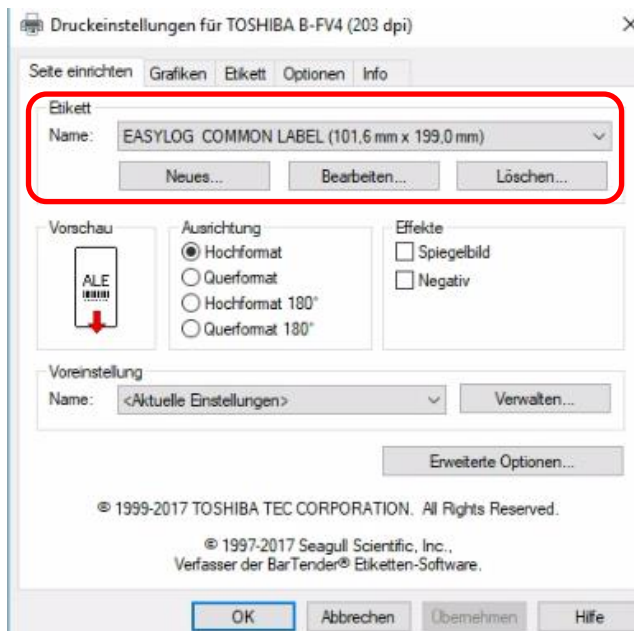 Druckeinstellungen für TOSHIBA B-FV4 (203 dpi)
Seite einrichten Grafiken Etikett Optionen Info
Etikett
Name: EASYLOG COMMON LABEL (101,6 mm x 199,0 mm)
Neues... Bearbeiten... Löschen...
Vorschau Ausrichtung Effekte
Hochformat Spiegelbild
ALE Querformat Negativ
Hochformat 180°
Querformat 180°
Voreinstellung
Name: <Aktuelle Einstellungen> Verwalten...
Erweiterte Optionen...
© 1999-2017 TOSHIBA TEC CORPORATION. All Rights Reserved.
© 1997-2017 Seagull Scientific, Inc.,
Verfasser der BarTender® Etiketten-Software.
OK Abbrechen Übernehmen Hilfe